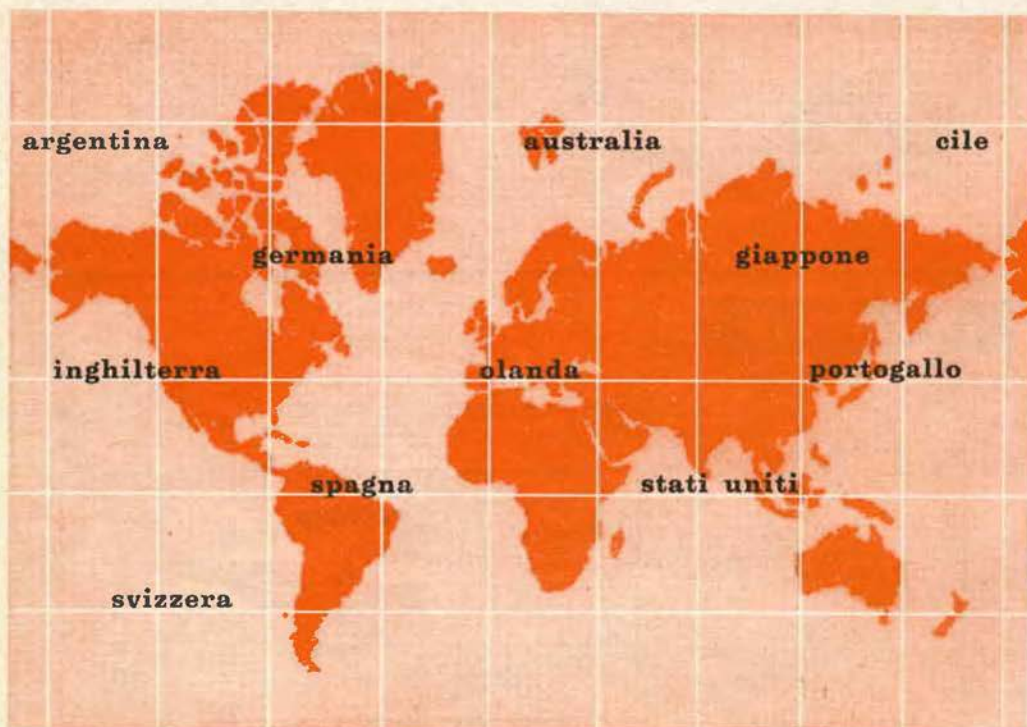 argentina australia cile
germania giappone
inghilterra olanda portogallo
spagna stati uniti
svizzera